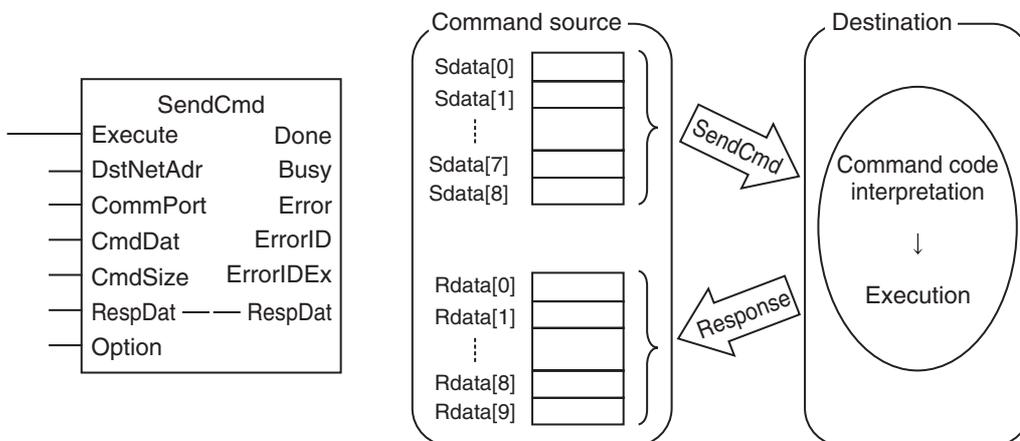 SendCmd
Execute Done
DstNetAdr Busy
CommPort Error
CmdDat ErrorID
CmdSize ErrorIDEx
RespDat RespDat
Option
Command source
Sdata[0]
Sdata[1]
Sdata[7]
Sdata[8]
Rdata[0]
Rdata[1]
Rdata[8]
Rdata[9]
SendCmd
Response
Destination
Command code
interpretation
↓
Execution